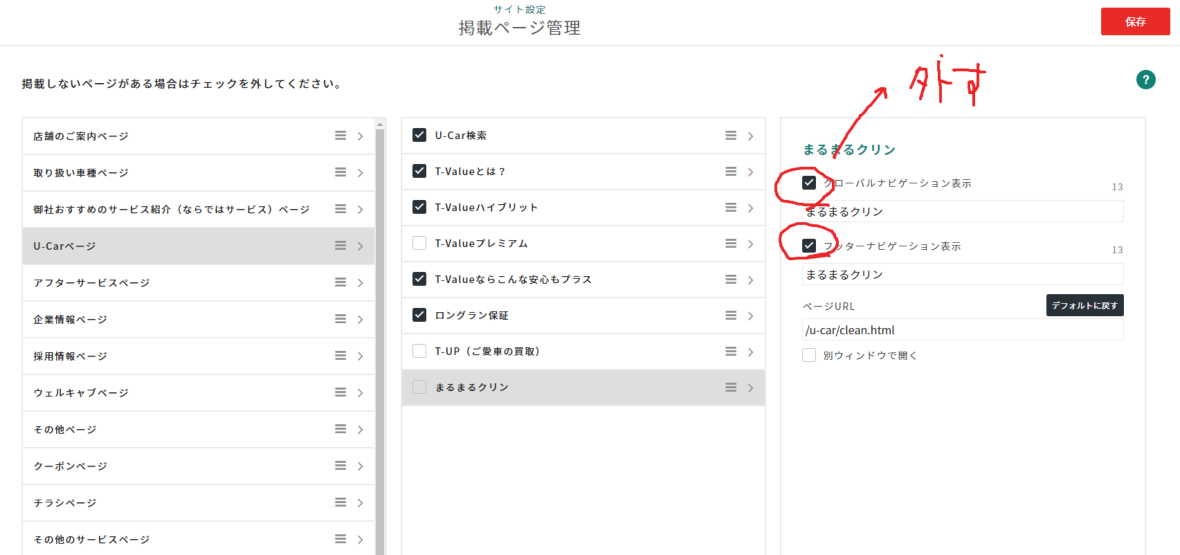 サイト設定
掲載ページ管理
保存
掲載しないページがある場合はチェックを外してください。
外す
?
店舗のご案内ページ
取り扱い車種ページ
御社おすすめのサービス紹介（ならではサービス）ページ
U-Carページ
アフターサービスページ
企業情報ページ
採用情報ページ
ウェルキャブページ
その他ページ
クーポンページ
チラシページ
その他のサービスページ
U-Car検索
T-Valueとは？
T-Valueハイブリット
T-Valueプレミアム
T-Valueならこんな安心もプラス
ロングラン保証
T-UP（ご愛車の買取）
まるまるクリン
まるまるクリン
グローバルナビゲーション表示
13
まるまるクリン
フッターナビゲーション表示
13
まるまるクリン
ページURL
デフォルトに戻す
/u-car/clean.html
別ウィンドウで開く